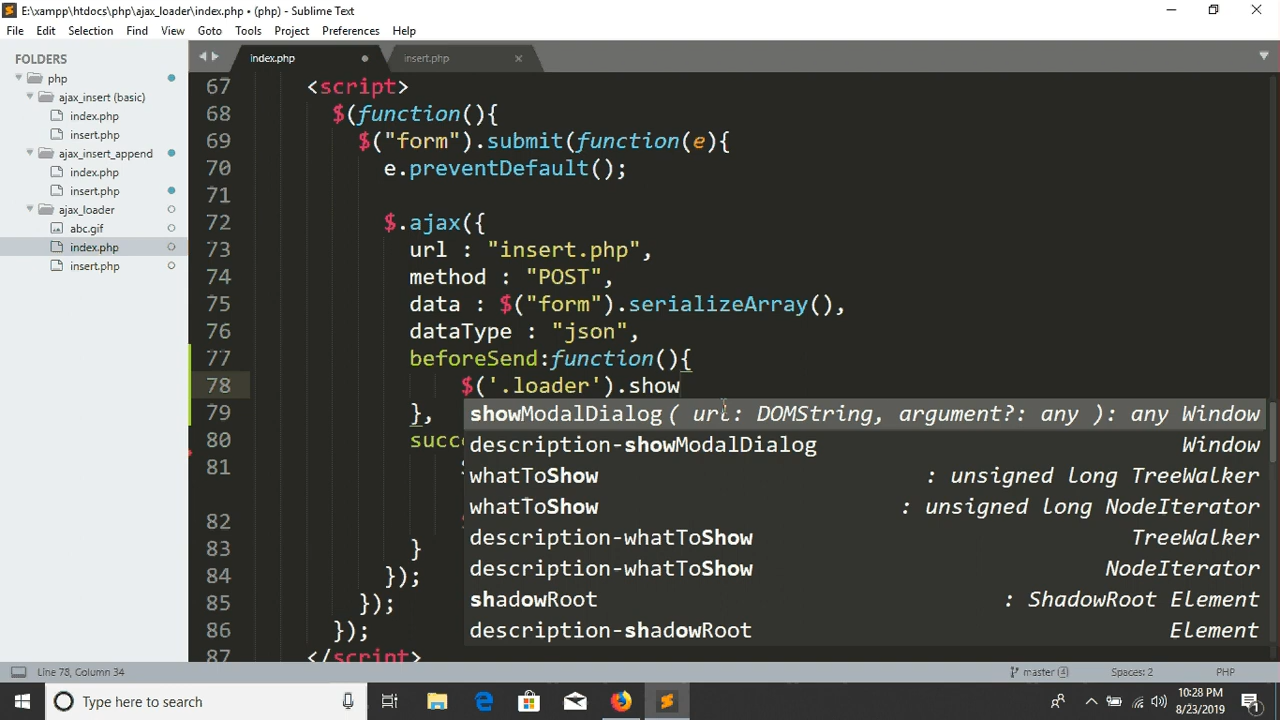 E:\xampp\htdocs\php\ajax_loader\index.php • (php) - Sublime Text
File Edit Selection Find View Goto Tools Project Preferences Help
FOLDERS
php
ajax_insert (basic)
index.php
insert.php
ajax_insert_append
index.php
insert.php
ajax_loader
abc.gif
index.php
insert.php
index.php
insert.php
67 <script>
68 $(function(){
69 $("form").submit(function(e){
70 e.preventDefault();
71
72 $.ajax({
73 url : "insert.php",
74 method : "POST",
75 data : $("form").serializeArray(),
76 dataType : "json",
77 beforeSend:function(){
78 $('.loader').show
79 },
80 succ
81
82
83 }
84 });
85 });
86 });
87 </script>
showModalDialog( url: DOMString, argument?: any ): any Window
description-showModalDialog Window
whatToShow : unsigned long TreeWalker
whatToShow : unsigned long NodeIterator
description-whatToShow TreeWalker
description-whatToShow NodeIterator
shadowRoot : ShadowRoot Element
description-shadowRoot Element
Line 78, Column 34
master (4)
Spaces: 2
PHP
Type here to search
10:28 PM
8/23/2019
1